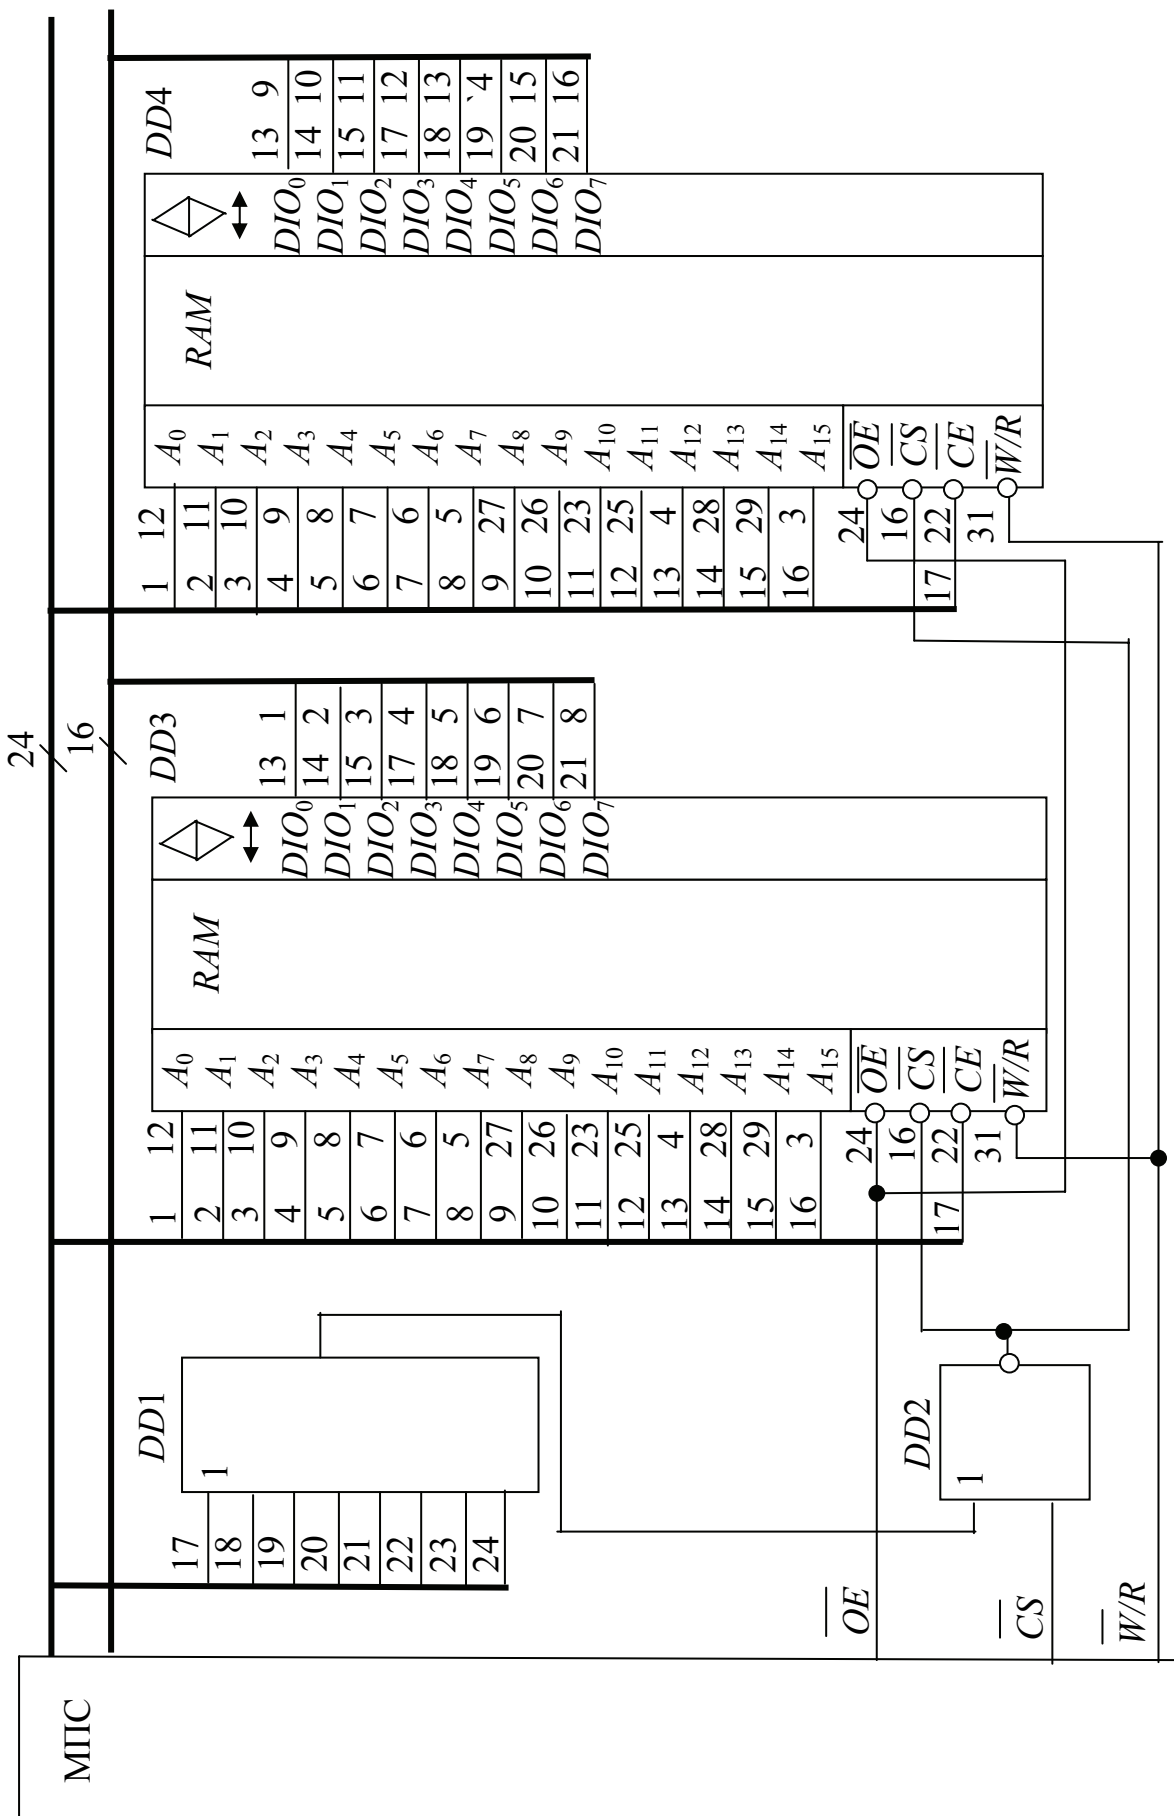 МПС
24
16
DD1
1
17
18
19
20
21
22
23
24
DD2
1
OE
CS
W/R
DD3
RAM
1 12 A0
2 11 A1
3 10 A2
4 9 A3
5 8 A4
6 7 A5
7 6 A6
8 5 A7
9 27 A8
10 26 A9
11 23 A10
12 25 A11
13 4 A12
14 28 A13
15 29 A14
16 3 A15
24 OE
16 CS
17 22 CE
31 W/R
DIO0 13 1
DIO1 14 2
DIO2 15 3
DIO3 17 4
DIO4 18 5
DIO5 19 6
DIO6 20 7
DIO7 21 8
DD4
RAM
1 12 A0
2 11 A1
3 10 A2
4 9 A3
5 8 A4
6 7 A5
7 6 A6
8 5 A7
9 27 A8
10 26 A9
11 23 A10
12 25 A11
13 4 A12
14 28 A13
15 29 A14
16 3 A15
24 OE
16 CS
17 22 CE
31 W/R
DIO0 13 9
DIO1 14 10
DIO2 15 11
DIO3 17 12
DIO4 18 13
DIO5 19 `4
DIO6 20 15
DIO7 21 16